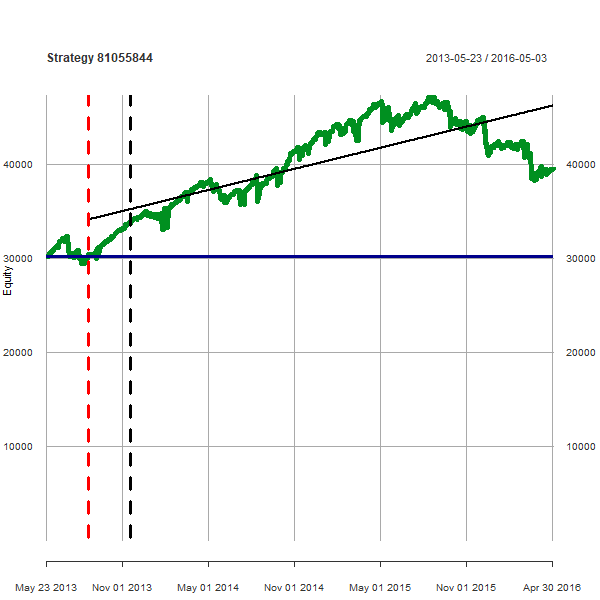 Strategy 81055844
2013-05-23 / 2016-05-03
40000
40000
30000
30000
Equity
20000
20000
10000
10000
May 23 2013
Nov 01 2013
May 01 2014
Nov 01 2014
May 01 2015
Nov 01 2015
Apr 30 2016